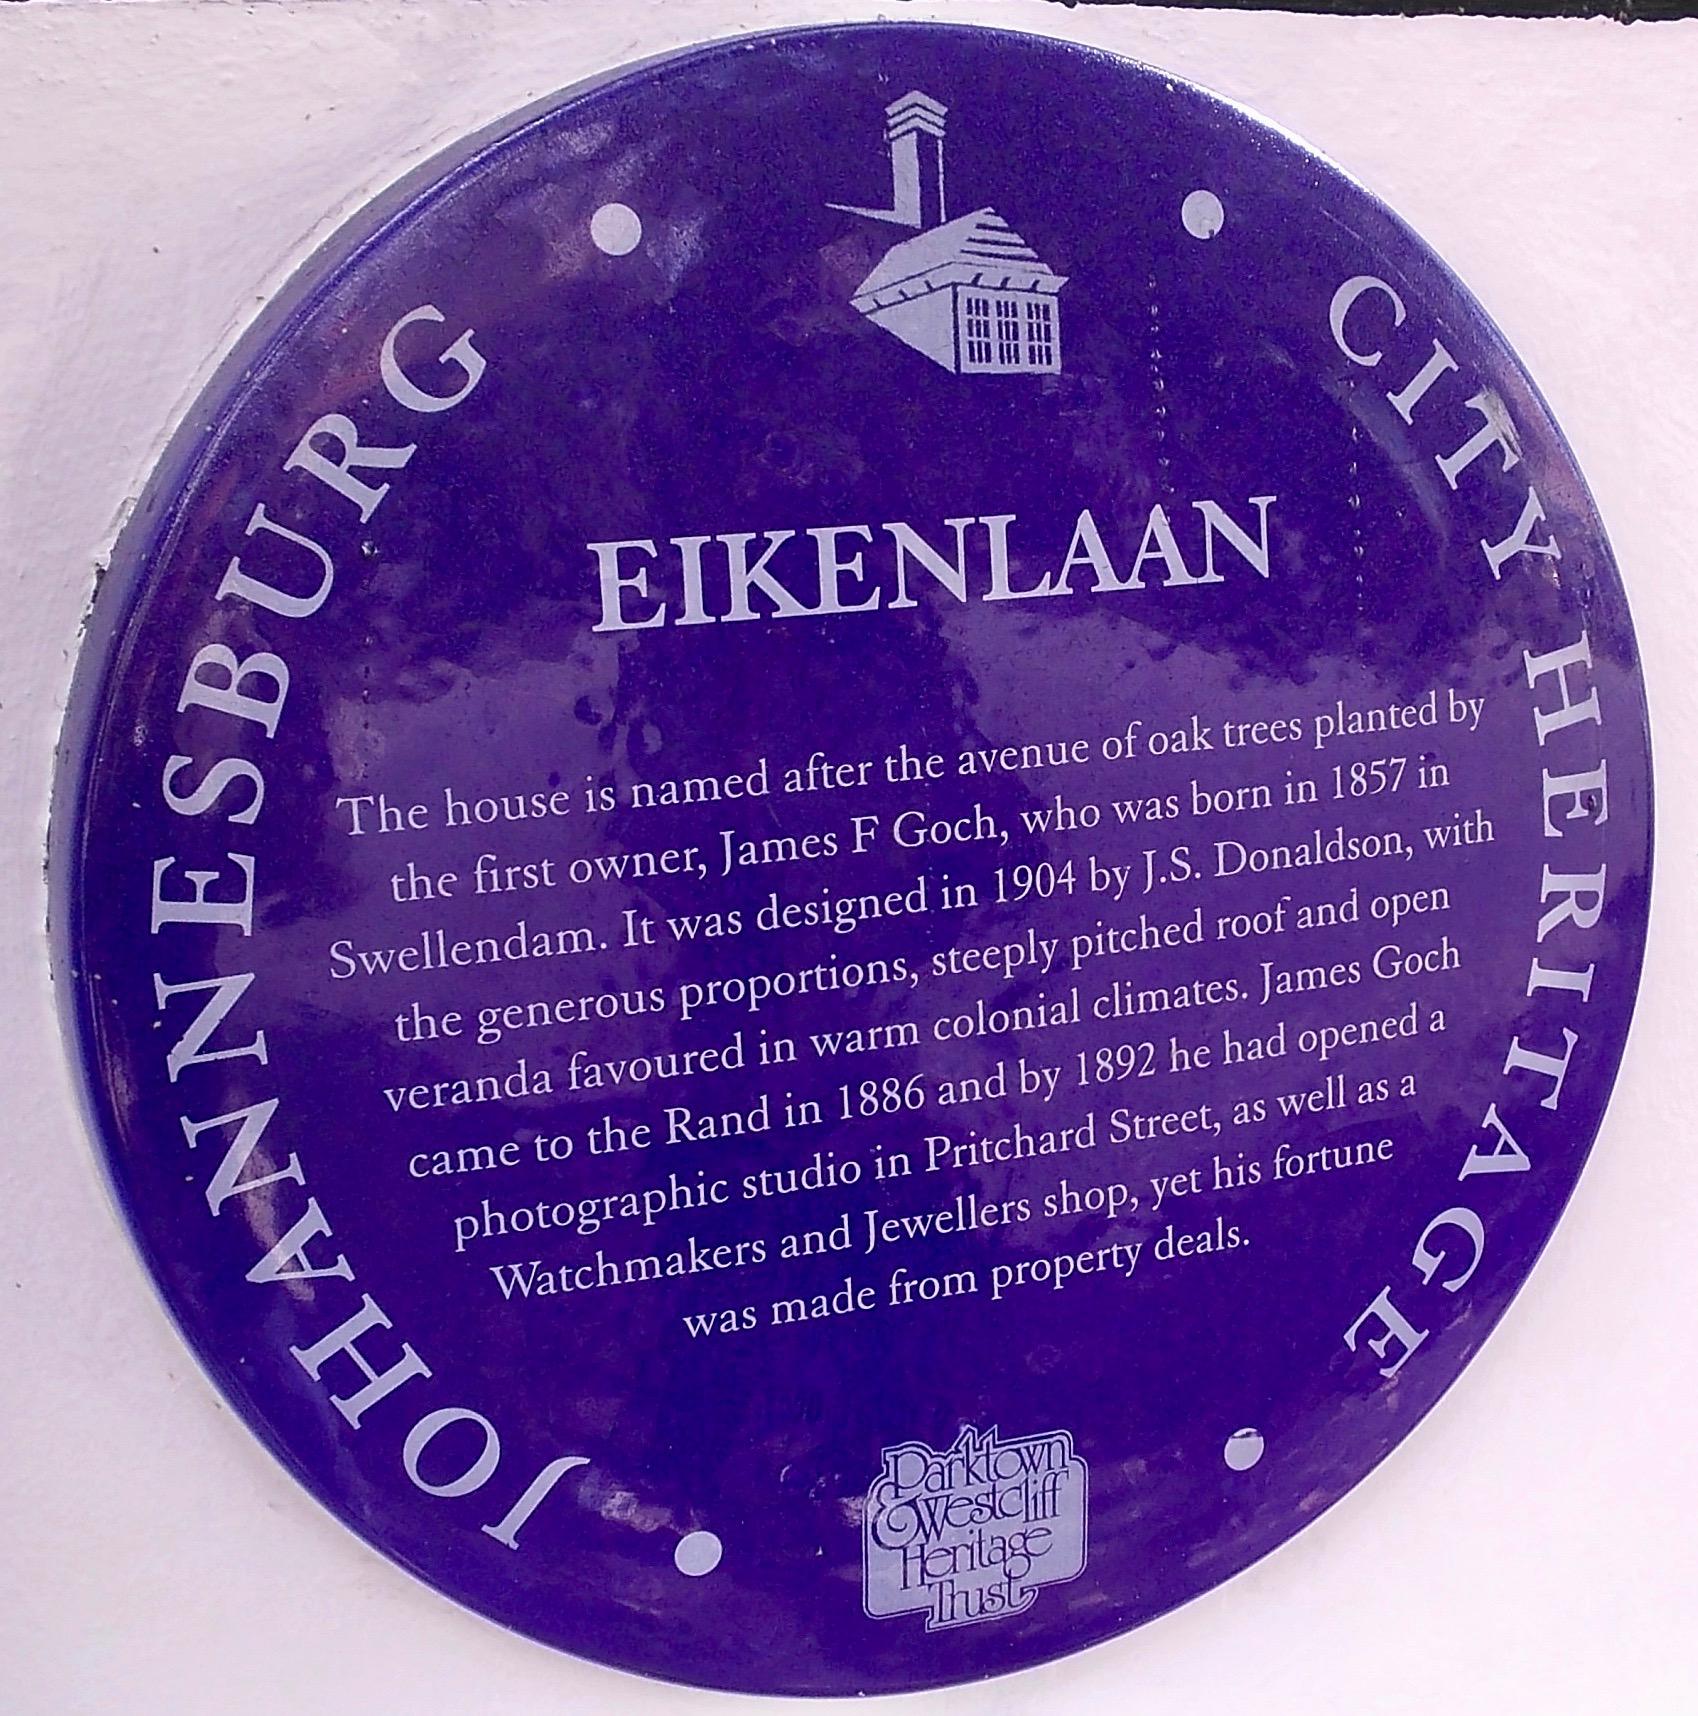 JOHANNESBURG
CITY HERITAGE
EIKENLAAN
The house is named after the avenue of oak trees planted by
the first owner, James F Goch, who was born in 1857 in
Swellendam. It was designed in 1904 by J.S. Donaldson, with
the generous proportions, steeply pitched roof and open
veranda favoured in warm colonial climates. James Goch
came to the Rand in 1886 and by 1892 he had opened a
photographic studio in Pritchard Street, as well as a
Watchmakers and Jewellers shop, yet his fortune
was made from property deals.
Parktown
& Westcliff
Heritage
Trust